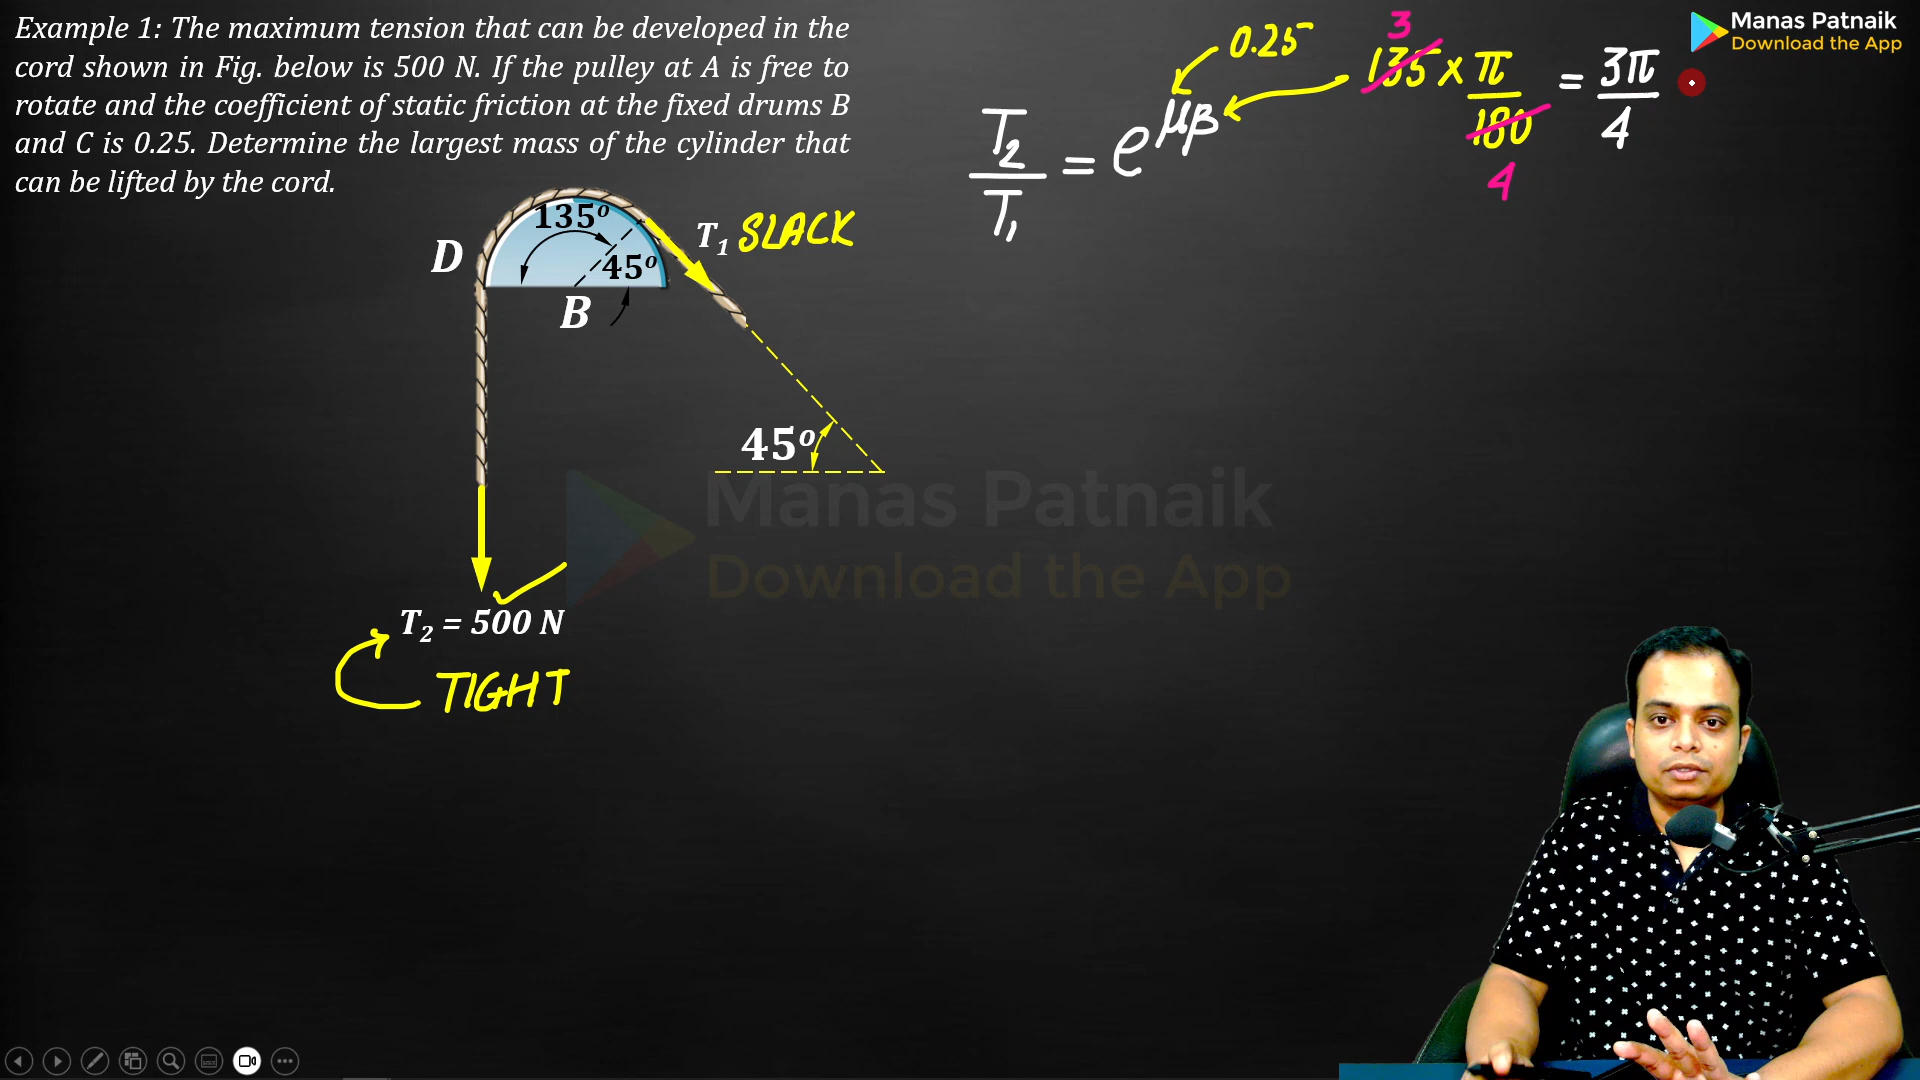 Example 1: The maximum tension that can be developed in the
cord shown in Fig. below is 500 N. If the pulley at A is free to
rotate and the coefficient of static friction at the fixed drums B
and C is 0.25. Determine the largest mass of the cylinder that
can be lifted by the cord.
Manas Patnaik
Download the App
T₂/T₁ = e^μβ
0.25
3
135 × π/180 = 3π/4
4
135°
D
45°
B
T₁ SLACK
45°
Manas Patnaik
Download the App
T₂ = 500 N
TIGHT